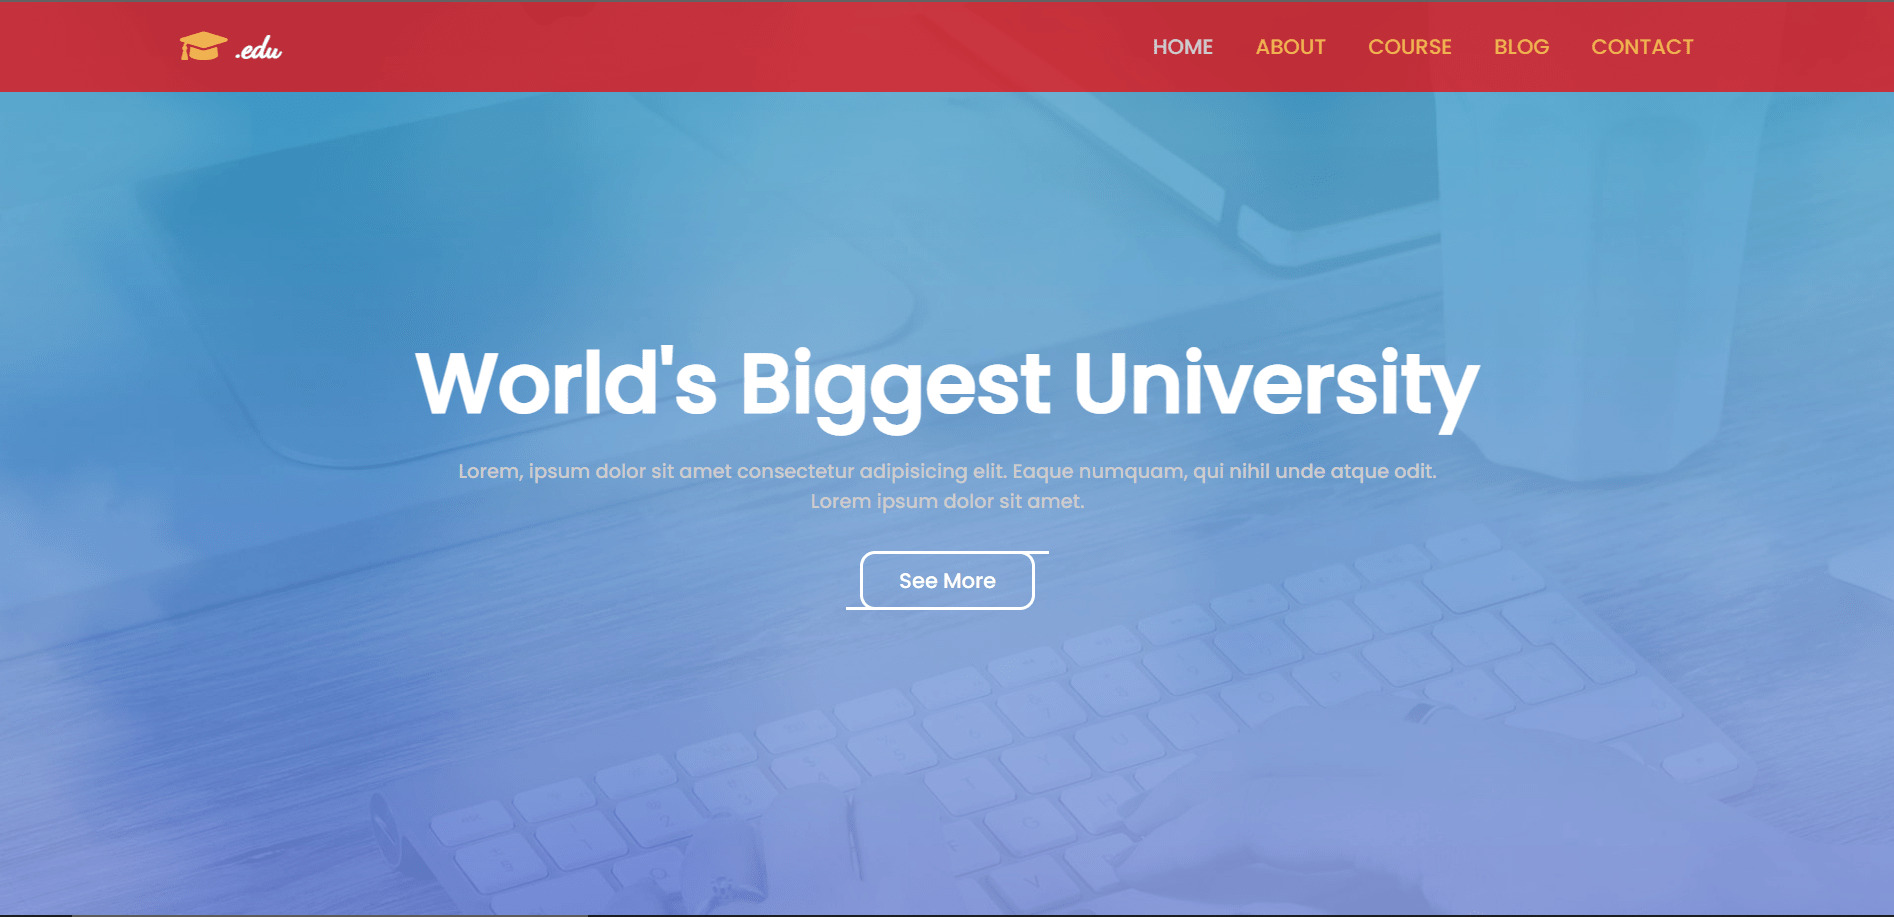 .edu
HOME ABOUT COURSE BLOG CONTACT
World's Biggest University
Lorem, ipsum dolor sit amet consectetur adipisicing elit. Eaque numquam, qui nihil unde atque odit.
Lorem ipsum dolor sit amet.
See More